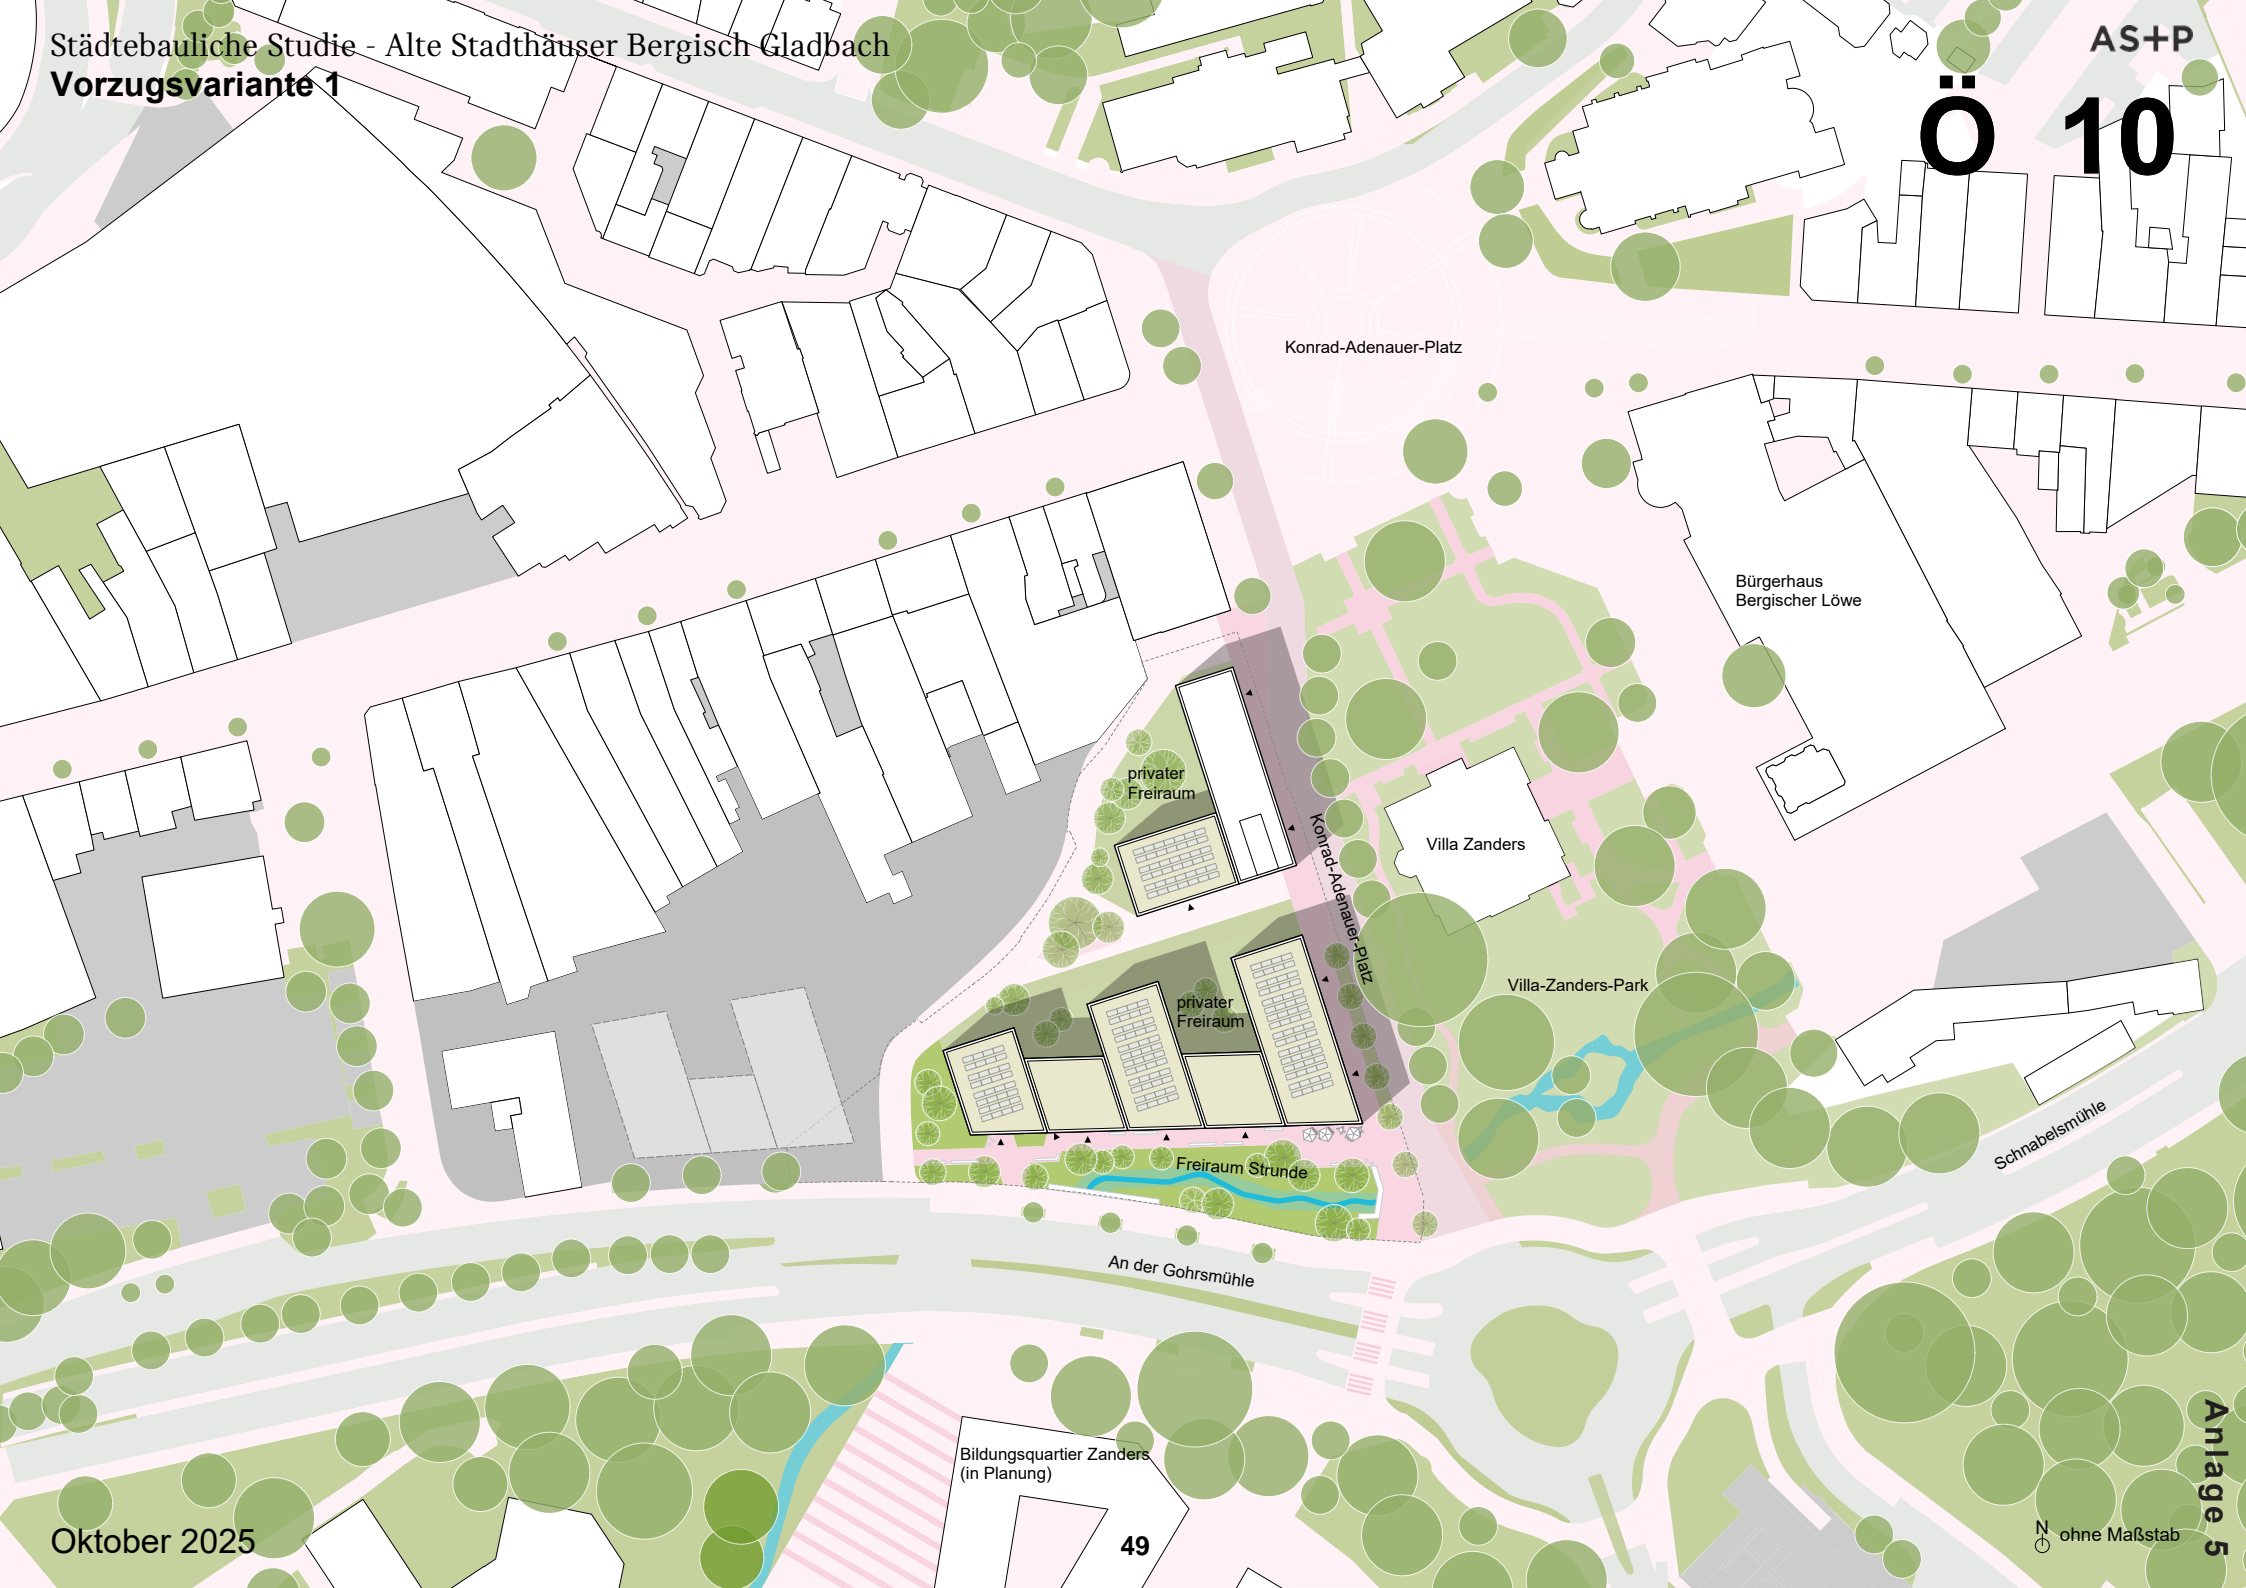 Städtebauliche Studie - Alte Stadthäuser Bergisch Gladbach
Vorzugsvariante 1
AS+P
Ö 10
Konrad-Adenauer-Platz
Bürgerhaus
Bergischer Löwe
privater
Freiraum
Villa Zanders
Konrad-Adenauer-Platz
Villa-Zanders-Park
privater
Freiraum
Schnabelsmühle
Freiraum Strunde
An der Gohrsmühle
Bildungsquartier Zanders
(in Planung)
Oktober 2025
49
N
ohne Maßstab
Anlage 5